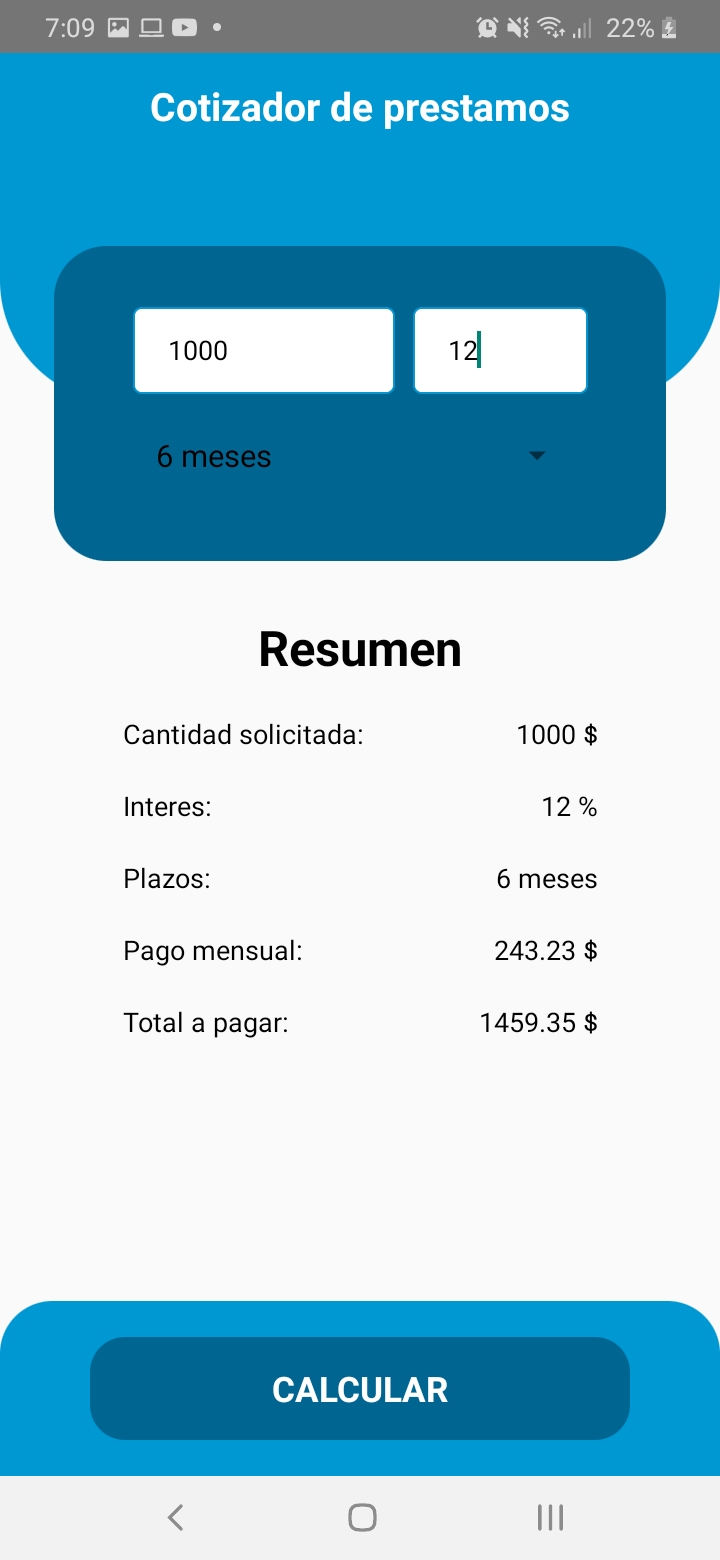 7:09 22%
Cotizador de prestamos
1000 12
6 meses
Resumen
Cantidad solicitada: 1000 $
Interes: 12 %
Plazos: 6 meses
Pago mensual: 243.23 $
Total a pagar: 1459.35 $
CALCULAR